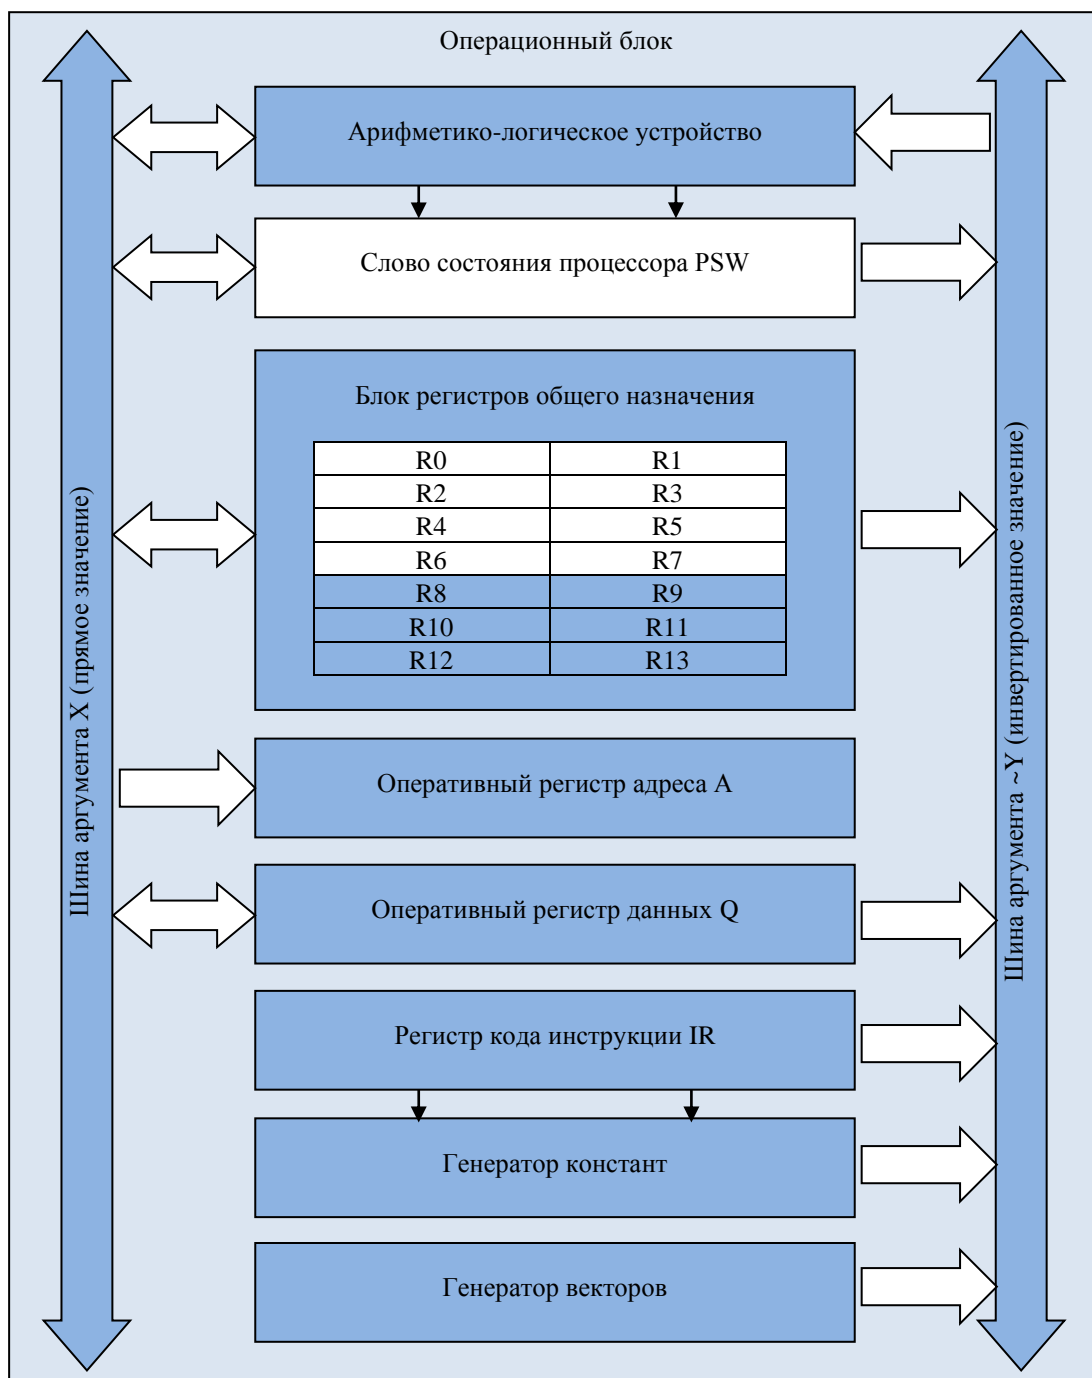 Операционный блок
Арифметико-логическое устройство
Слово состояния процессора PSW
Блок регистров общего назначения
R0 R1
R2 R3
R4 R5
R6 R7
R8 R9
R10 R11
R12 R13
Шина аргумента X (прямое значение)
Шина аргумента ~Y (инвертированное значение)
Оперативный регистр адреса A
Оперативный регистр данных Q
Регистр кода инструкции IR
Генератор констант
Генератор векторов